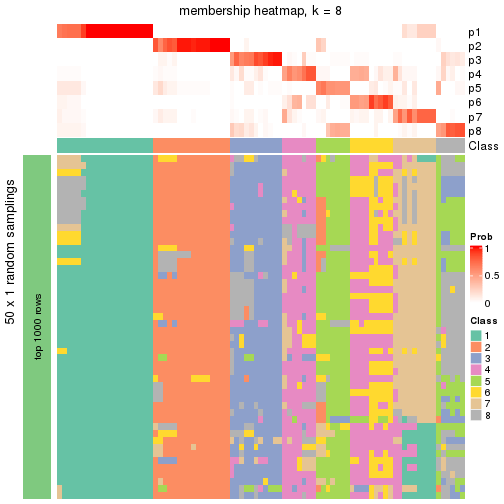 membership heatmap, k = 8
p1
p2
p3
p4
p5
p6
p7
p8
Class
50 x 1 random samplings
top 1000 rows
Prob
1
0.5
0
Class
1
2
3
4
5
6
7
8